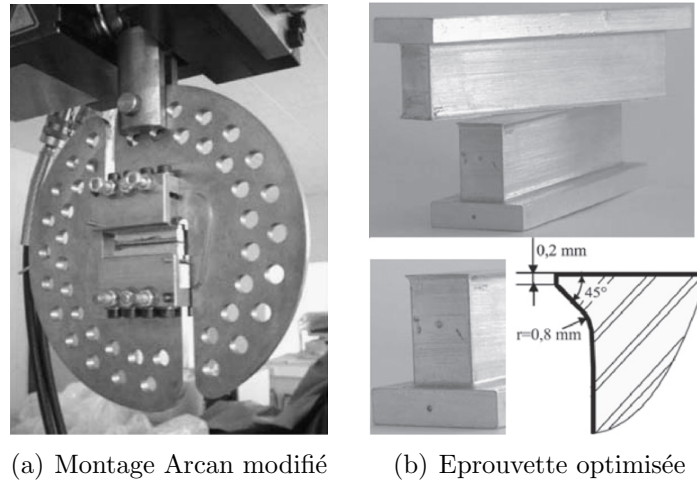 0,2 mm
45°
r=0,8 mm
(a) Montage Arcan modifié
(b) Eprouvette optimisée